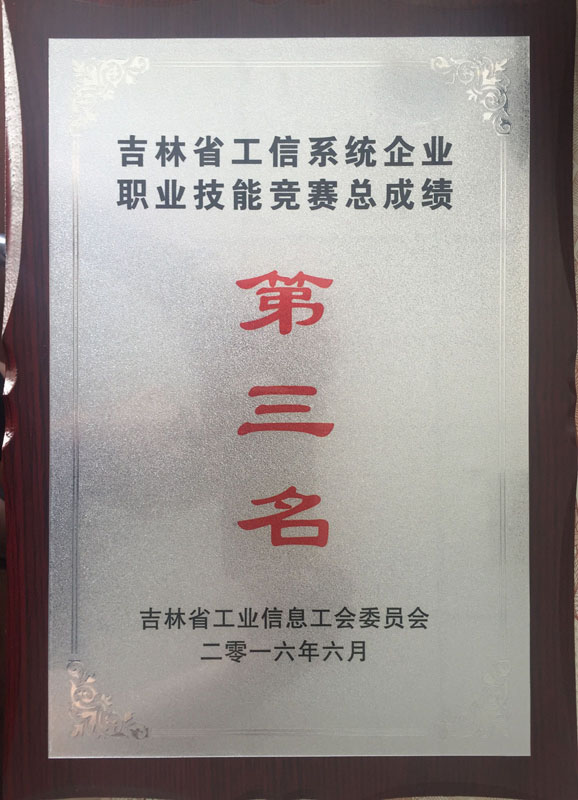 吉林省工信系统企业
职业技能竞赛总成绩
第
三
名
吉林省工业信息工会委员会
二零一六年六月